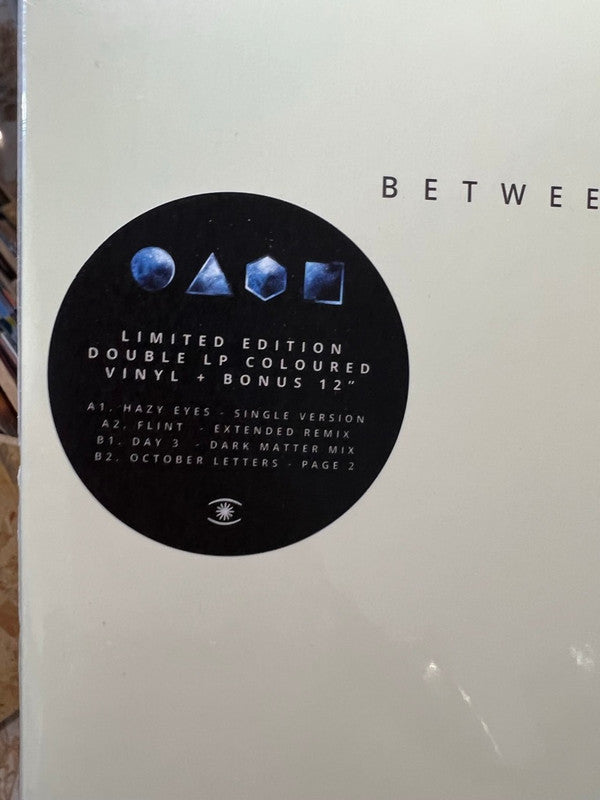 BETWEE
LIMITED EDITION
DOUBLE LP COLOURED
VINYL + BONUS 12"
A1. HAZY EYES - SINGLE VERSION
A2. FLINT - EXTENDED REMIX
B1. DAY 3 - DARK MATTER MIX
B2. OCTOBER LETTERS - PAGE 2